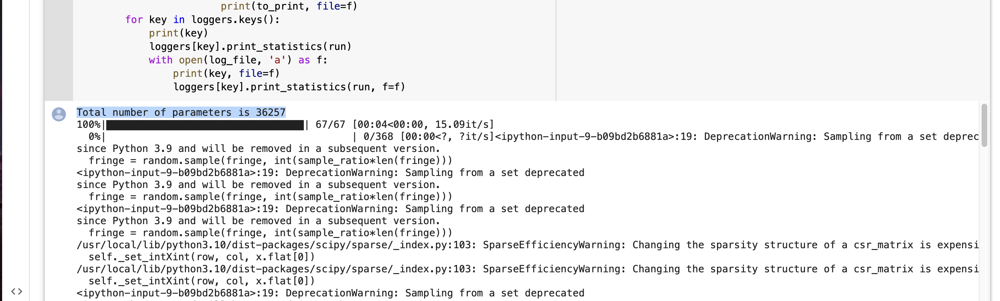 print(to_print, file=f)
        for key in loggers.keys():
            print(key)
            loggers[key].print_statistics(run)
            with open(log_file, 'a') as f:
                print(key, file=f)
                loggers[key].print_statistics(run, f=f)
Total number of parameters is 36257
100%|██████████| 67/67 [00:04<00:00, 15.09it/s]
  0%|          | 0/368 [00:00<?, ?it/s]<ipython-input-9-b09bd2b6881a>:19: DeprecationWarning: Sampling from a set deprec
since Python 3.9 and will be removed in a subsequent version.
  fringe = random.sample(fringe, int(sample_ratio*len(fringe)))
<ipython-input-9-b09bd2b6881a>:19: DeprecationWarning: Sampling from a set deprecated
since Python 3.9 and will be removed in a subsequent version.
  fringe = random.sample(fringe, int(sample_ratio*len(fringe)))
<ipython-input-9-b09bd2b6881a>:19: DeprecationWarning: Sampling from a set deprecated
since Python 3.9 and will be removed in a subsequent version.
  fringe = random.sample(fringe, int(sample_ratio*len(fringe)))
/usr/local/lib/python3.10/dist-packages/scipy/sparse/_index.py:103: SparseEfficiencyWarning: Changing the sparsity structure of a csr_matrix is expensi
  self._set_intXint(row, col, x.flat[0])
/usr/local/lib/python3.10/dist-packages/scipy/sparse/_index.py:103: SparseEfficiencyWarning: Changing the sparsity structure of a csr_matrix is expensi
  self._set_intXint(row, col, x.flat[0])
<ipython-input-9-b09bd2b6881a>:19: DeprecationWarning: Sampling from a set deprecated